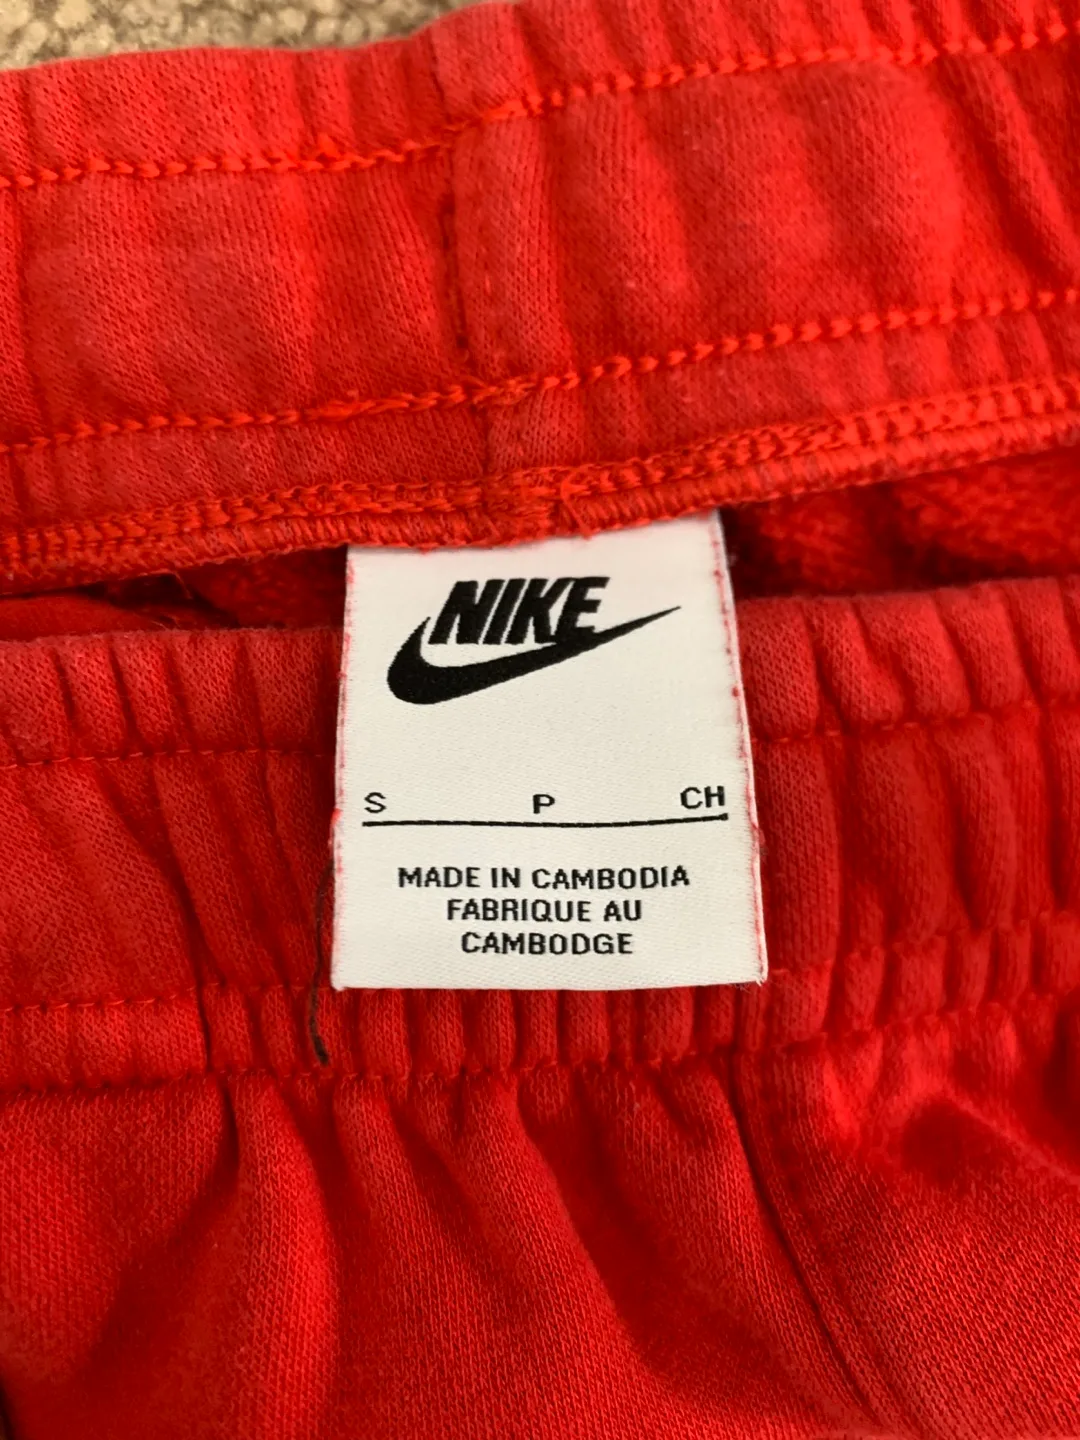 NIKE
S P CH
MADE IN CAMBODIA
FABRIQUE AU
CAMBODGE